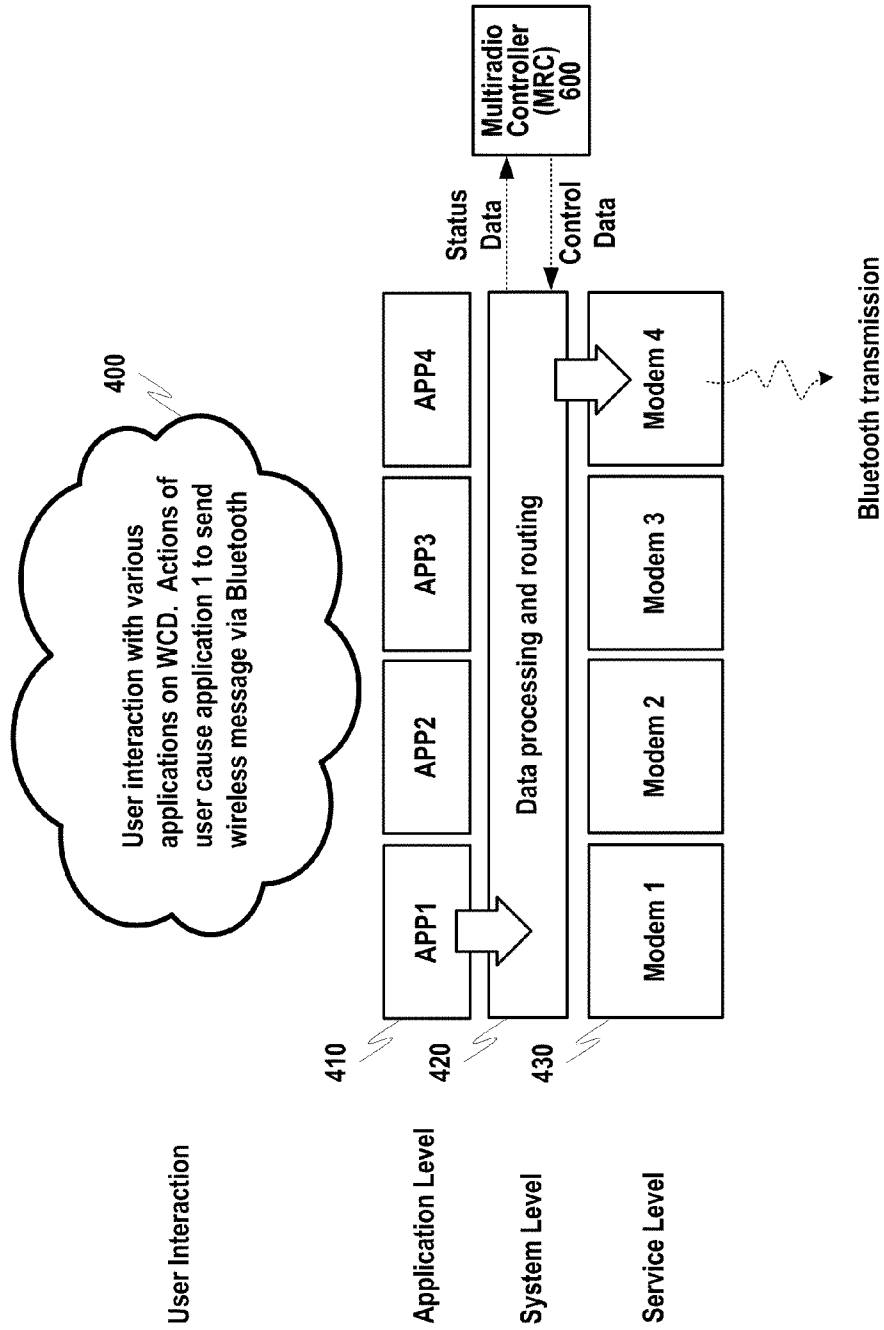 User Interaction
400
User interaction with various
applications on WCD.  Actions of
user cause application 1 to send
wireless message via Bluetooth
Application Level
410
APP1
APP2
APP3
APP4
Status
Data
Multiradio
Controller
(MRC)
600
System Level
420
Data processing and routing
Control
Data
Service Level
430
Modem 1
Modem 2
Modem 3
Modem 4
Bluetooth transmission